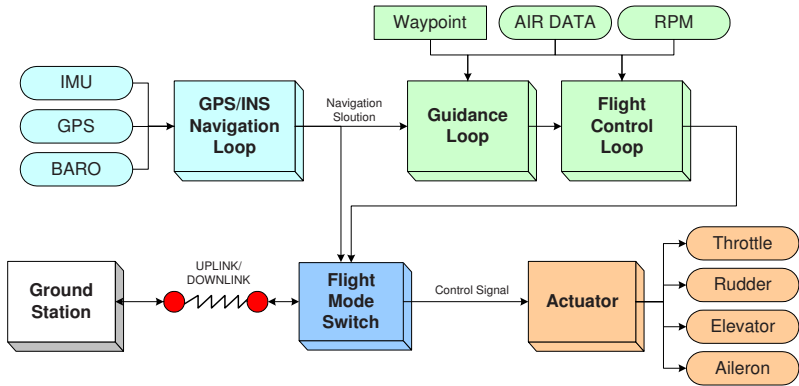 Waypoint
AIR DATA
RPM
IMU
GPS
BARO
GPS/INS
Navigation
Loop
Navigation
Sloution
Guidance
Loop
Flight
Control
Loop
Ground
Station
UPLINK/
DOWNLINK
Flight
Mode
Switch
Control Signal
Actuator
Throttle
Rudder
Elevator
Aileron